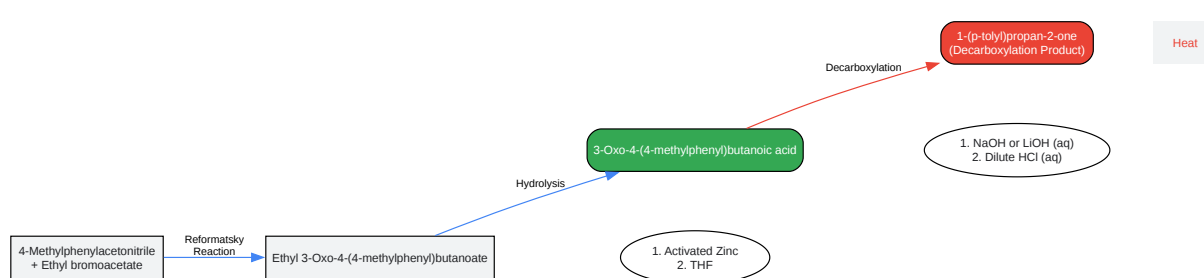 1-(p-tolyl)propan-2-one
(Decarboxylation Product)
Heat
Decarboxylation
3-Oxo-4-(4-methylphenyl)butanoic acid
1. NaOH or LiOH (aq)
2. Dilute HCl (aq)
Hydrolysis
4-Methylphenylacetonitrile
+ Ethyl bromoacetate
Reformatsky
Reaction
Ethyl 3-Oxo-4-(4-methylphenyl)butanoate
1. Activated Zinc
2. THF